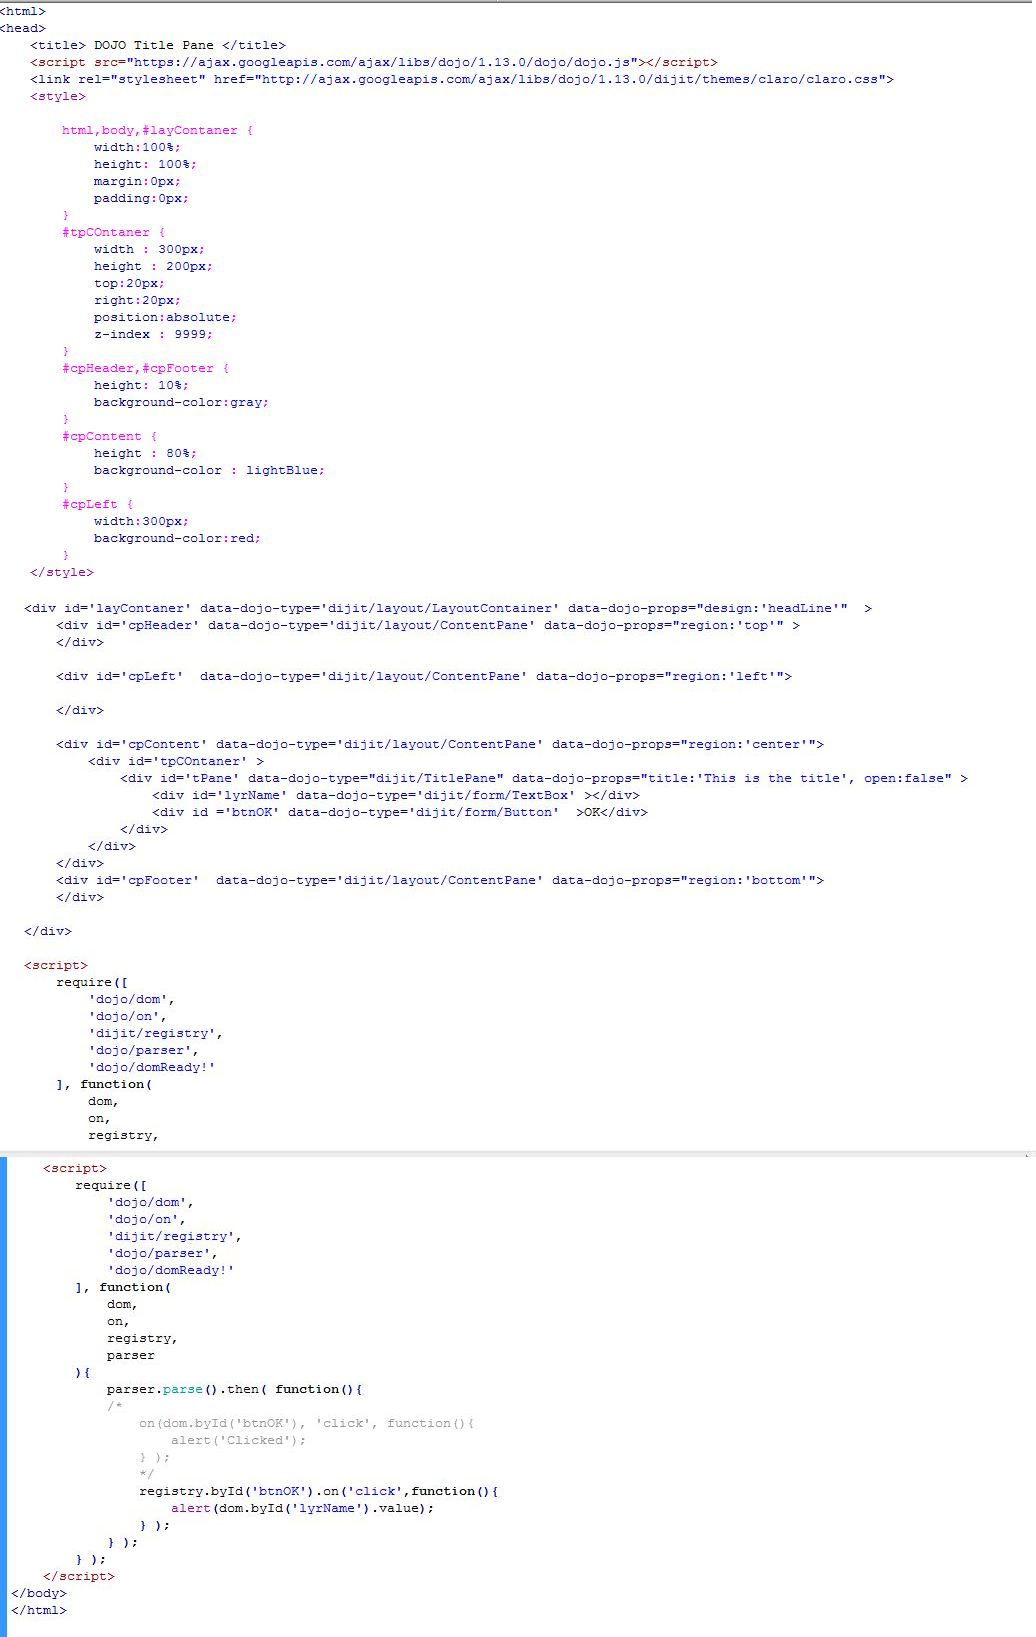 <html>
<head>
<title> DOJO Title Pane </title>
<script src="https://ajax.googleapis.com/ajax/libs/dojo/1.13.0/dojo/dojo.js"></script>
<link rel="stylesheet" href="http://ajax.googleapis.com/ajax/libs/dojo/1.13.0/dijit/themes/claro/claro.css">
<style>
html,body,#layContaner {
width:100%;
height: 100%;
margin:0px;
padding:0px;
}
#tpCOntaner {
width : 300px;
height : 200px;
top:20px;
right:20px;
position:absolute;
z-index : 9999;
}
#cpHeader,#cpFooter {
height: 10%;
background-color:gray;
}
#cpContent {
height : 80%;
background-color : lightBlue;
}
#cpLeft {
width:300px;
background-color:red;
}
</style>
<div id='layContaner' data-dojo-type='dijit/layout/LayoutContainer' data-dojo-props="design:'headLine'"  >
<div id='cpHeader' data-dojo-type='dijit/layout/ContentPane' data-dojo-props="region:'top'" >
</div>
<div id='cpLeft'  data-dojo-type='dijit/layout/ContentPane' data-dojo-props="region:'left'">
</div>
<div id='cpContent' data-dojo-type='dijit/layout/ContentPane' data-dojo-props="region:'center'">
<div id='tpCOntaner' >
<div id='tPane' data-dojo-type="dijit/TitlePane" data-dojo-props="title:'This is the title', open:false" >
<div id='lyrName' data-dojo-type='dijit/form/TextBox' ></div>
<div id ='btnOK' data-dojo-type='dijit/form/Button'  >OK</div>
</div>
</div>
</div>
<div id='cpFooter'  data-dojo-type='dijit/layout/ContentPane' data-dojo-props="region:'bottom'">
</div>
</div>
<script>
require([
'dojo/dom',
'dojo/on',
'dijit/registry',
'dojo/parser',
'dojo/domReady!'
], function(
dom,
on,
registry,
<script>
require([
'dojo/dom',
'dojo/on',
'dijit/registry',
'dojo/parser',
'dojo/domReady!'
], function(
dom,
on,
registry,
parser
){
parser.parse().then( function(){
/*
on(dom.byId('btnOK'), 'click', function(){
alert('Clicked');
} );
*/
registry.byId('btnOK').on('click',function(){
alert(dom.byId('lyrName').value);
} );
} );
} );
</script>
</body>
</html>